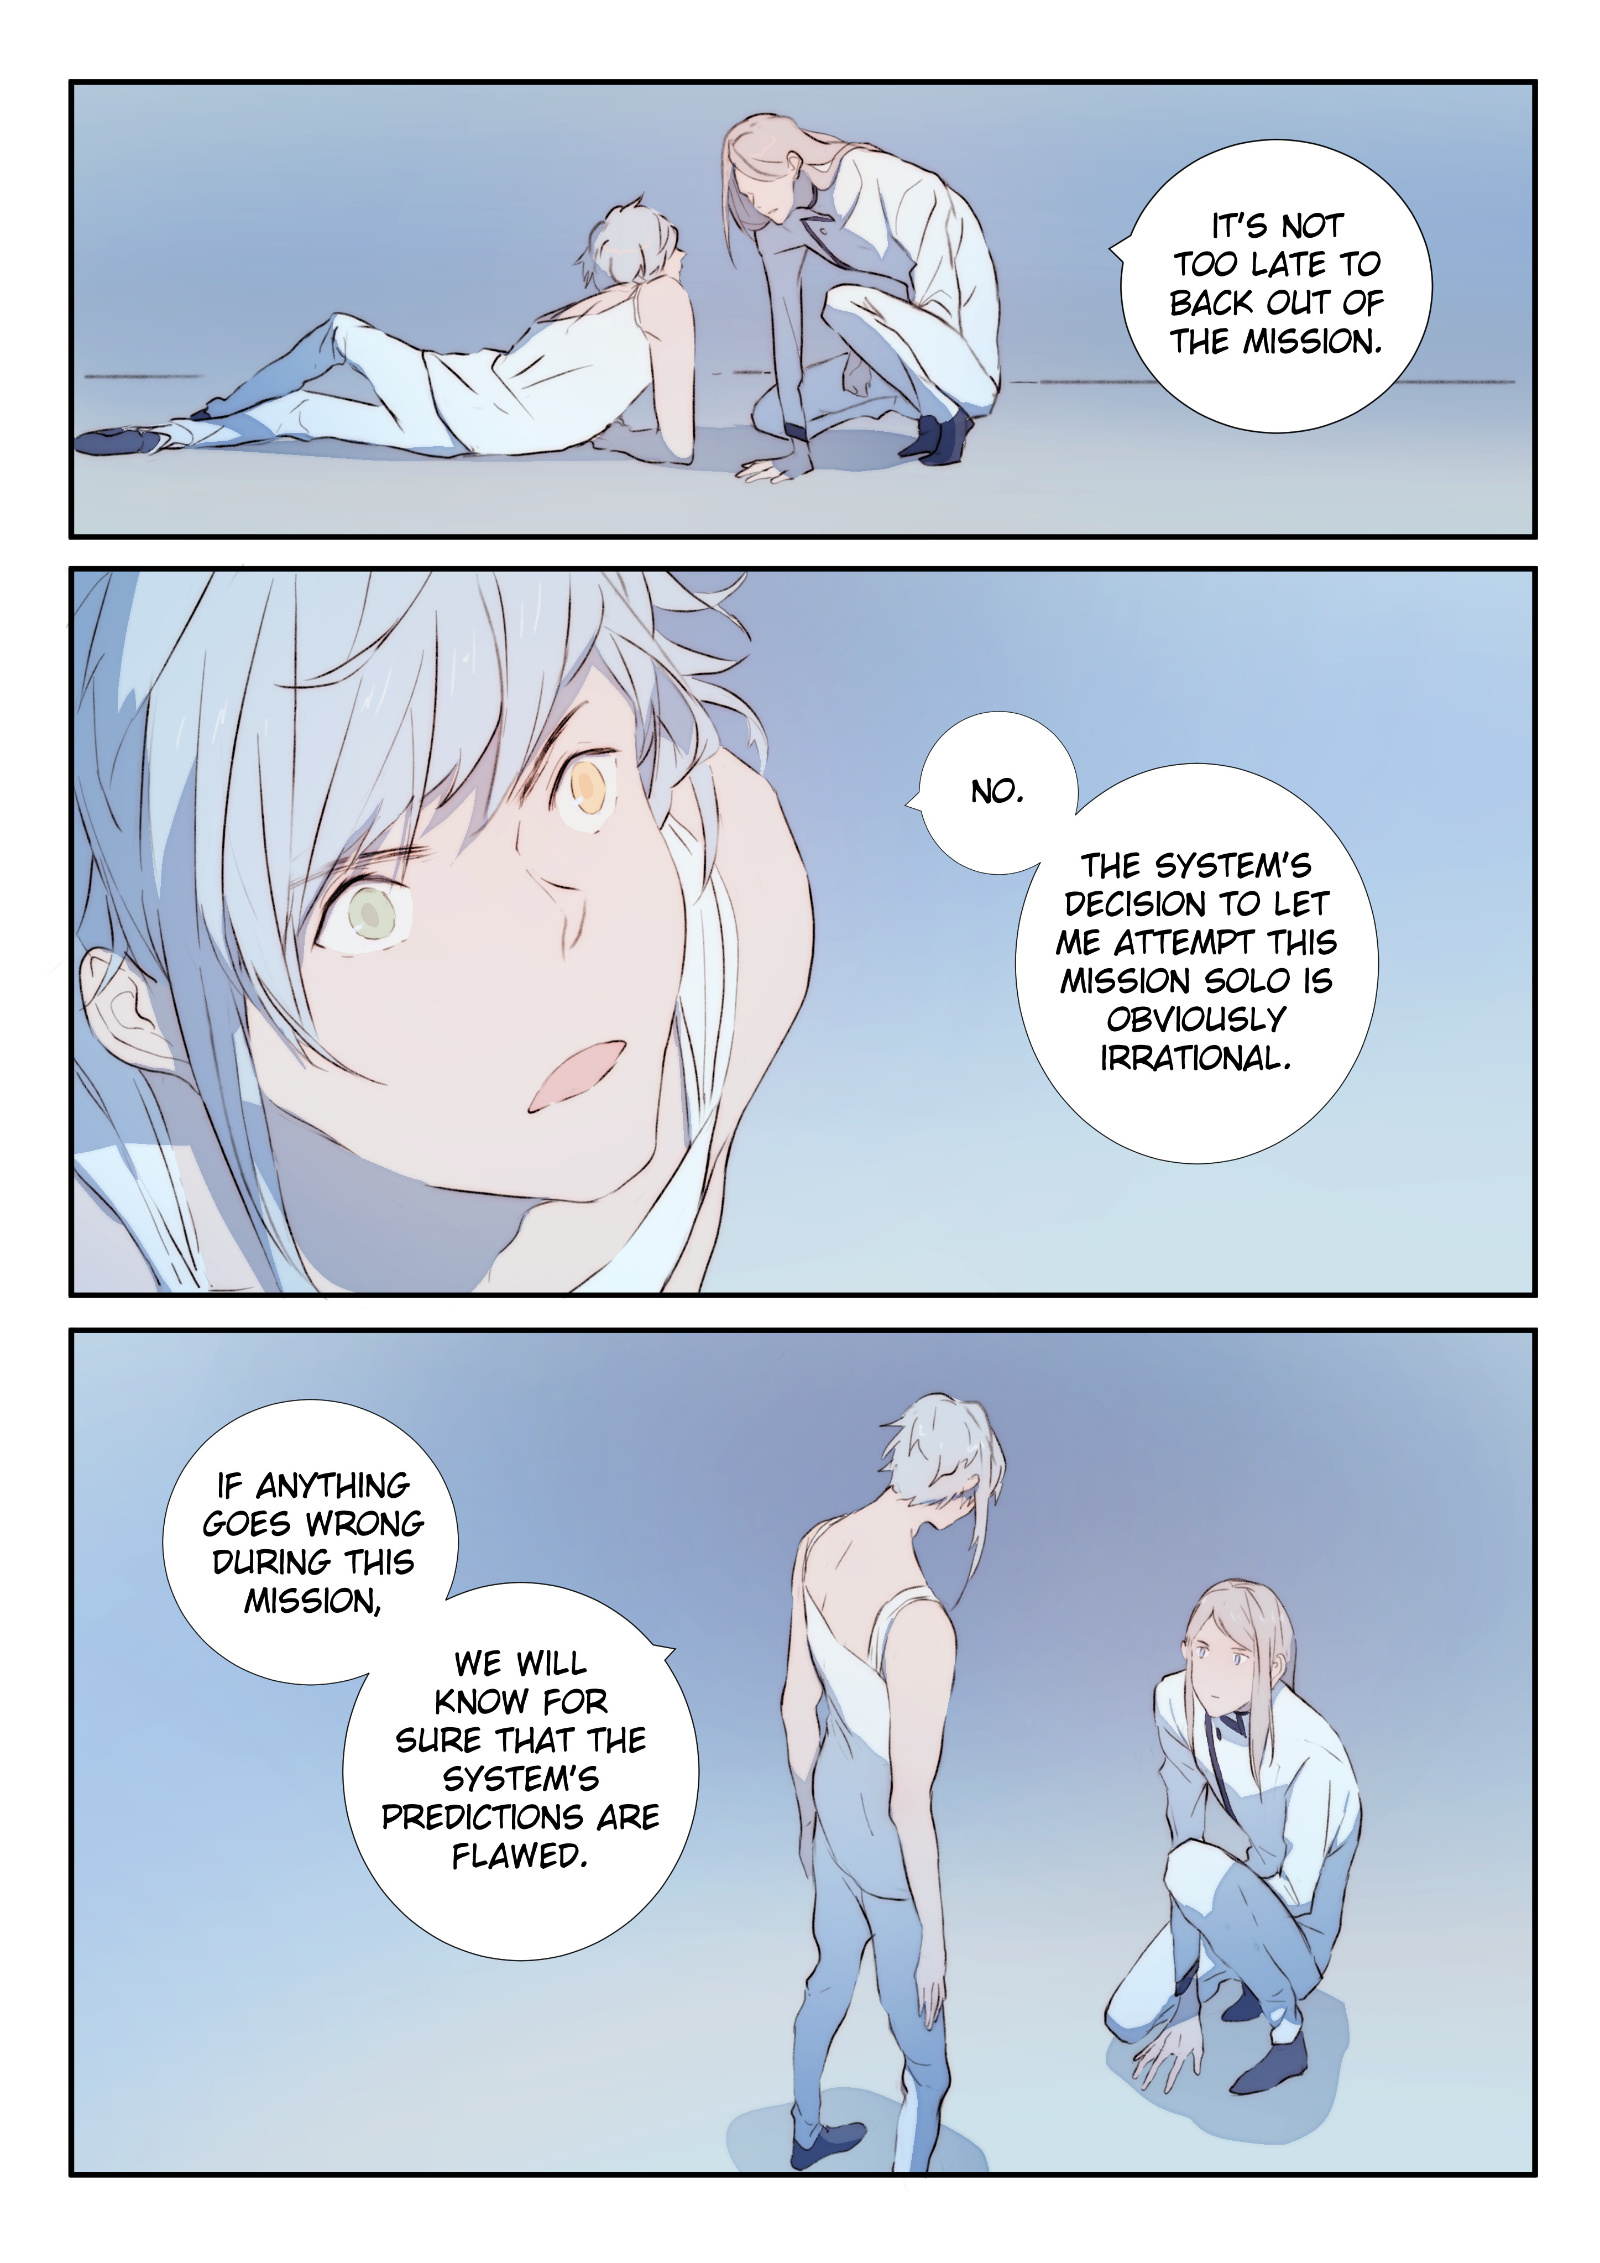 IT'S NOT
TOO LATE TO
BACK OUT OF
THE MISSION.
NO.
THE SYSTEM'S
DECISION TO LET
ME ATTEMPT THIS
MISSION SOLO IS
OBVIOUSLY
IRRATIONAL.
IF ANYTHING
GOES WRONG
DURING THIS
MISSION,
WE WILL
KNOW FOR
SURE THAT THE
SYSTEM'S
PREDICTIONS ARE
FLAWED.